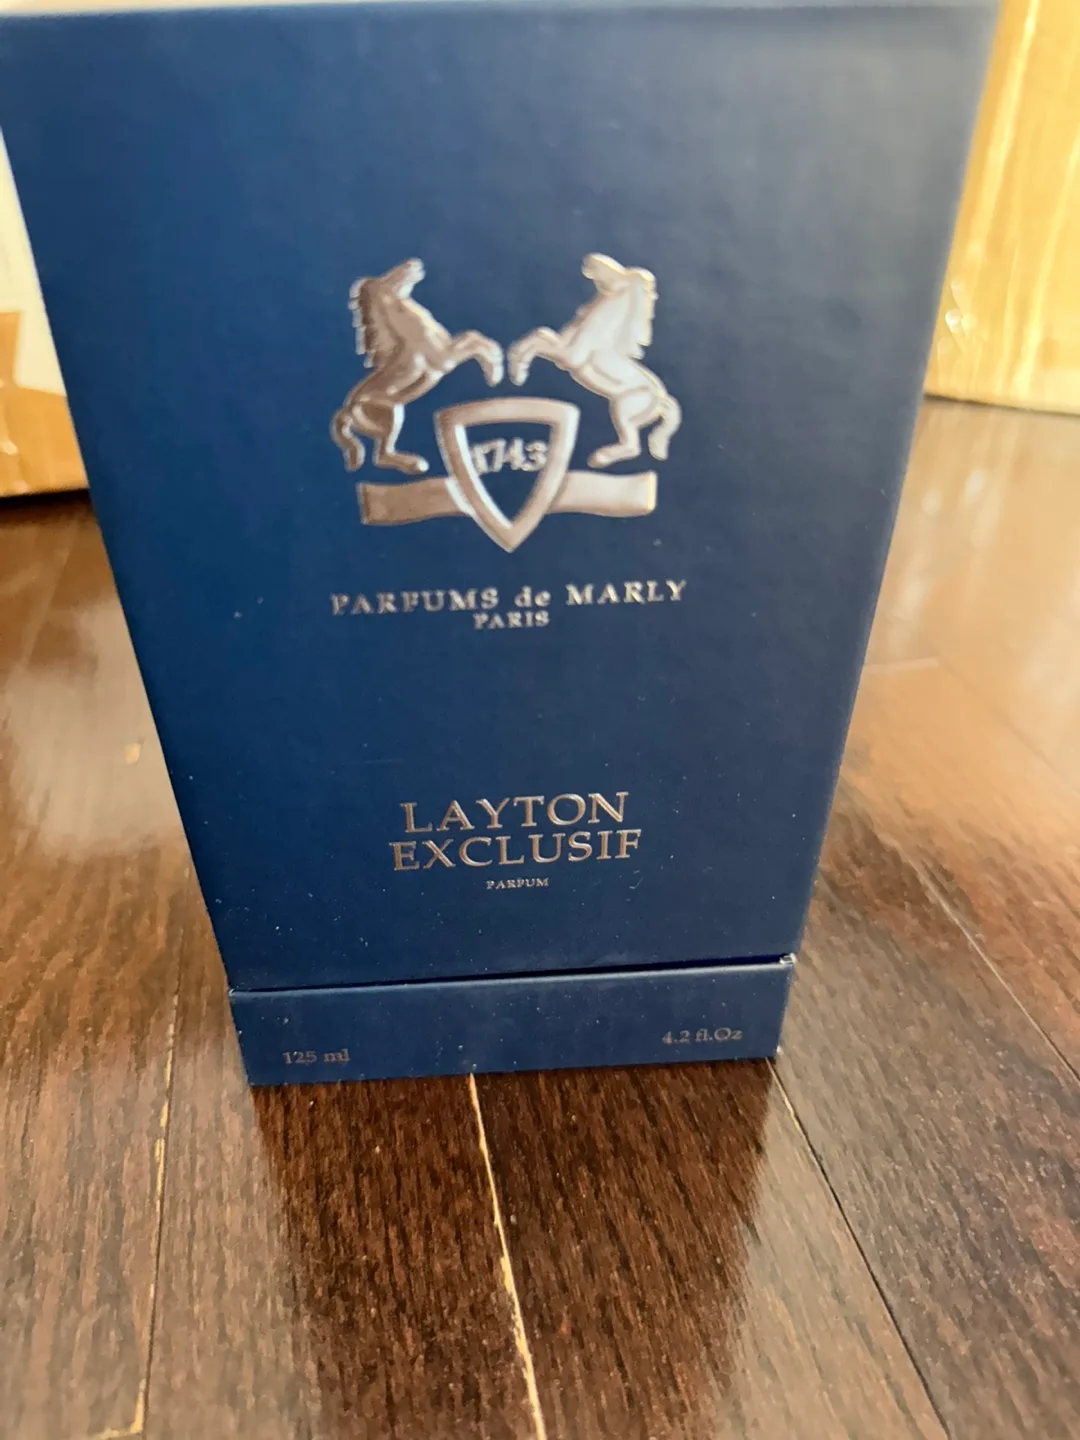 1743
PARFUMS de MARLY
PARIS
LAYTON
EXCLUSIF
PARFUM
125 ml
4.2 fl.Oz